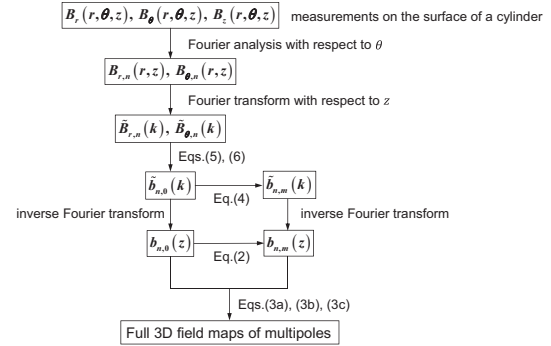 B_r(r,θ,z), B_θ(r,θ,z), B_z(r,θ,z) measurements on the surface of a cylinder
Fourier analysis with respect to θ
B_{r,n}(r,z), B_{θ,n}(r,z)
Fourier transform with respect to z
B̃_{r,n}(k), B̃_{θ,n}(k)
Eqs.(5), (6)
b̃_{n,0}(k) b̃_{n,m}(k)
Eq.(4)
inverse Fourier transform inverse Fourier transform
b_{n,0}(z) b_{n,m}(z)
Eq.(2)
Eqs.(3a), (3b), (3c)
Full 3D field maps of multipoles